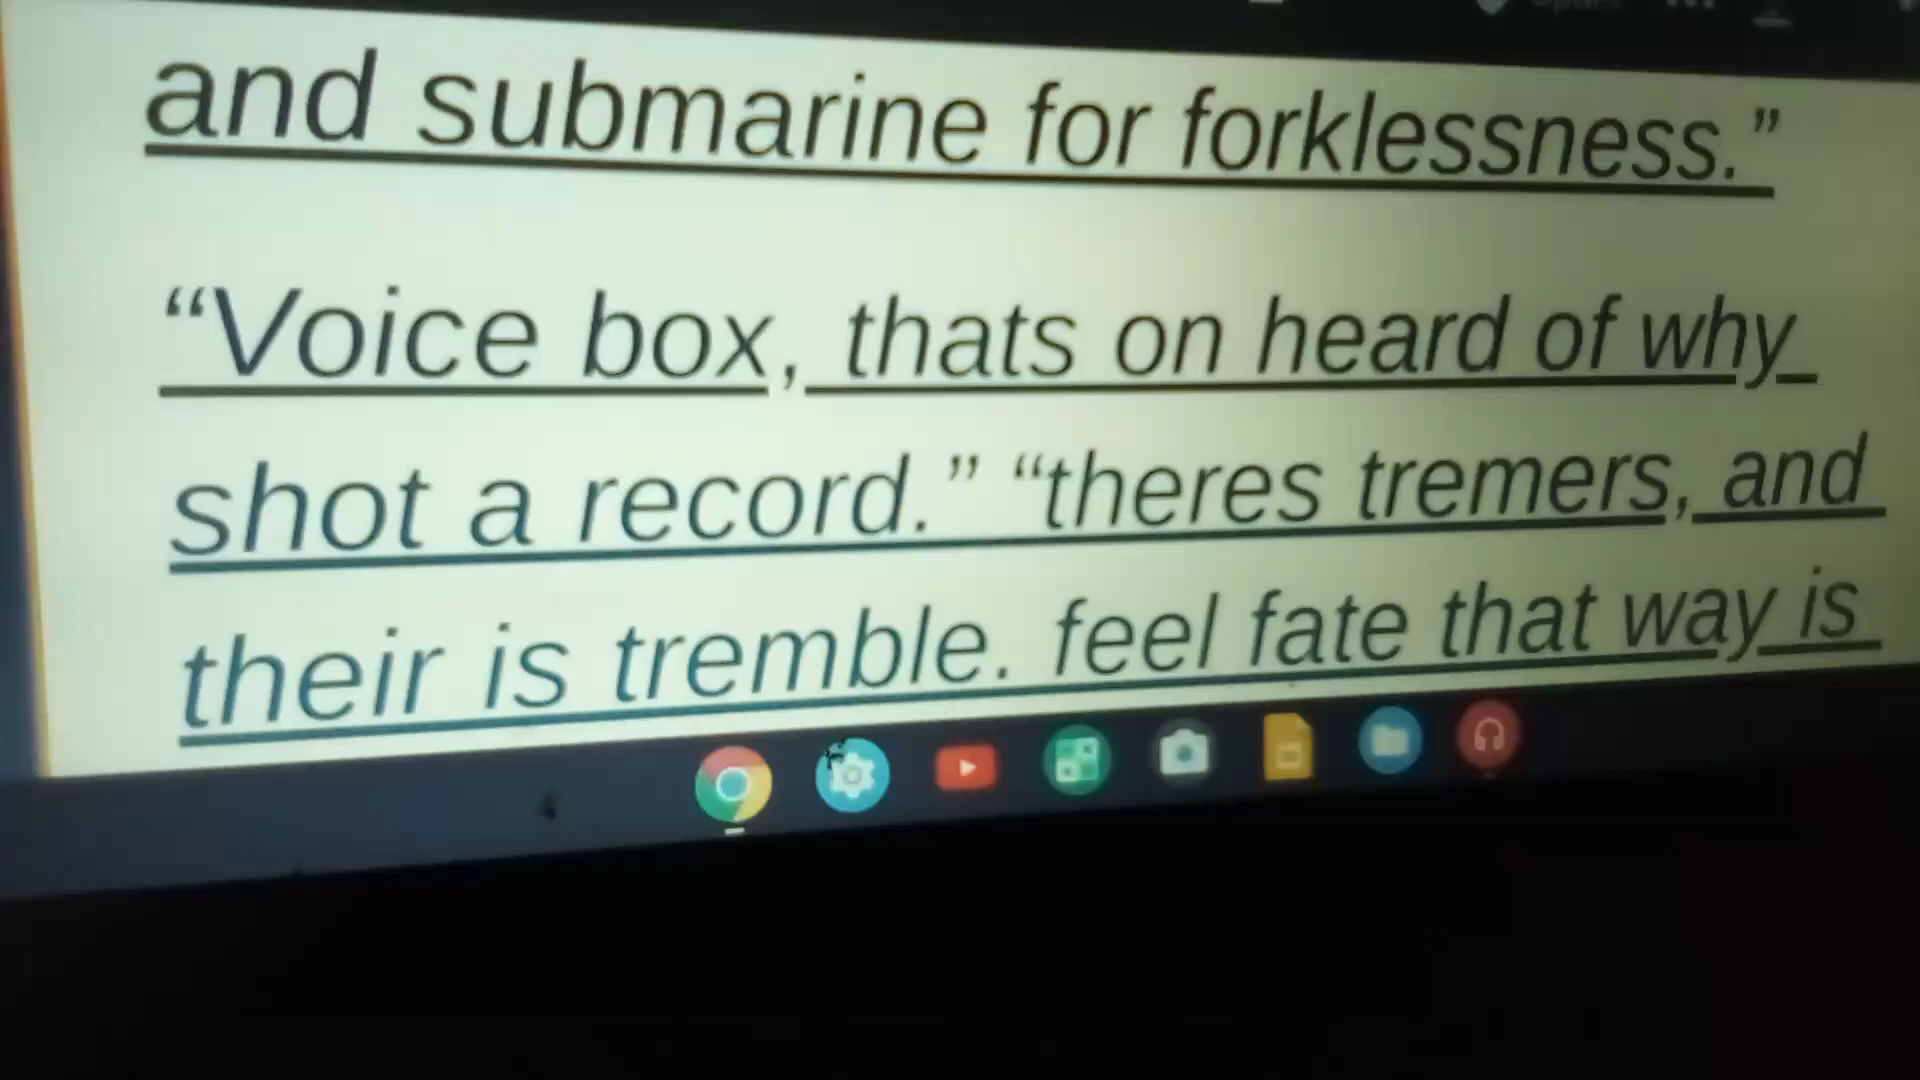 and submarine for forklessness.”
“Voice box, thats on heard of why
shot a record.” “theres tremers, and
their is tremble. feel fate that way is